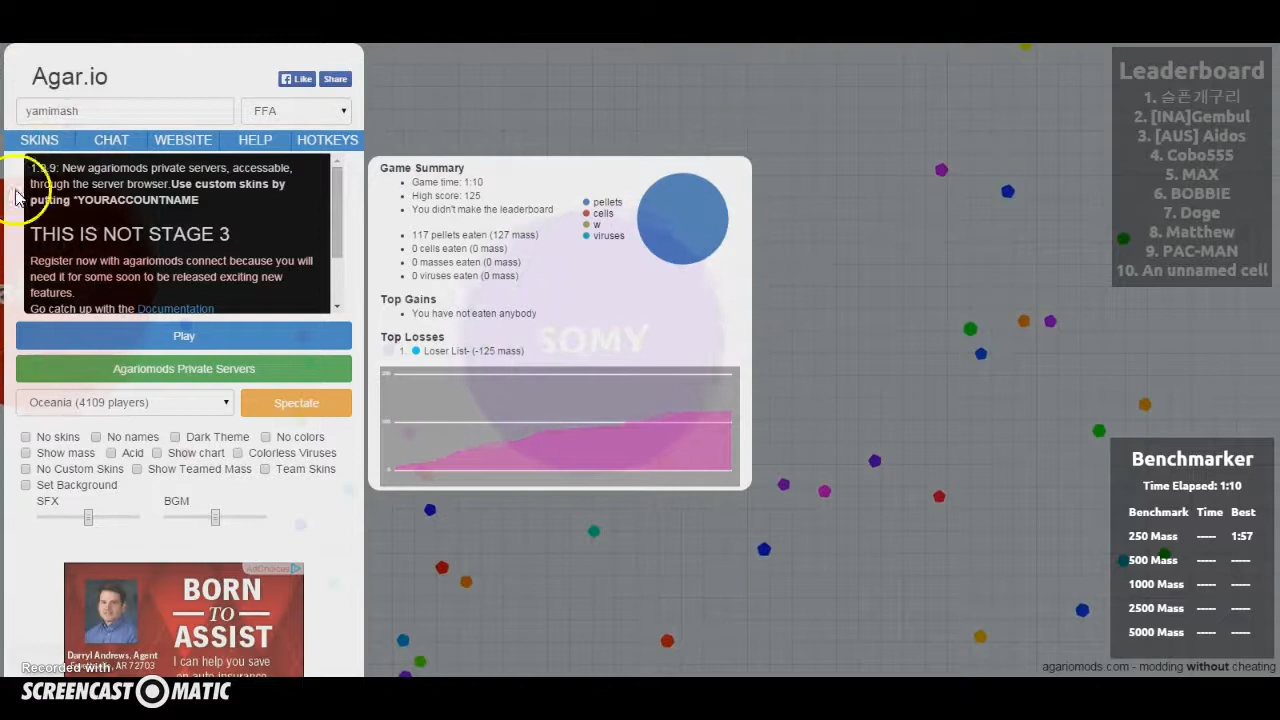 Agar.io
Like Share
yamimash FFA
SKINS CHAT WEBSITE HELP HOTKEYS
1.9.9: New agariomods private servers, accessable,
through the server browser.Use custom skins by
putting *YOURACCOUNTNAME
THIS IS NOT STAGE 3
Register now with agariomods connect because you will
need it for some soon to be released exciting new
features.
Go catch up with the Documentation
Play
Agariomods Private Servers
Oceania (4109 players) Spectate
No skins No names Dark Theme No colors
Show mass Acid Show chart Colorless Viruses
No Custom Skins Show Teamed Mass Team Skins
Set Background
SFX BGM
AdChoices
BORN
TO
ASSIST
Darryl Andrews, Agent
AR 72703
I can help you save
on auto insurance
Recorded with
SCREENCAST O MATIC
Game Summary
Game time: 1:10
High score: 125
You didn't make the leaderboard
117 pellets eaten (127 mass)
0 cells eaten (0 mass)
0 masses eaten (0 mass)
0 viruses eaten (0 mass)
pellets
cells
w
viruses
Top Gains
You have not eaten anybody
Top Losses
1. Loser List- (-125 mass)
SOMY
Leaderboard
1. 슬픈개구리
2. [INA]Gembul
3. [AUS] Aidos
4. Cobo555
5. MAX
6. BOBBIE
7. Doge
8. Matthew
9. PAC-MAN
10. An unnamed cell
Benchmarker
Time Elapsed: 1:10
Benchmark Time Best
250 Mass ----- 1:57
500 Mass ----- -----
1000 Mass ----- -----
2500 Mass ----- -----
5000 Mass ----- -----
agariomods.com - modding without cheating